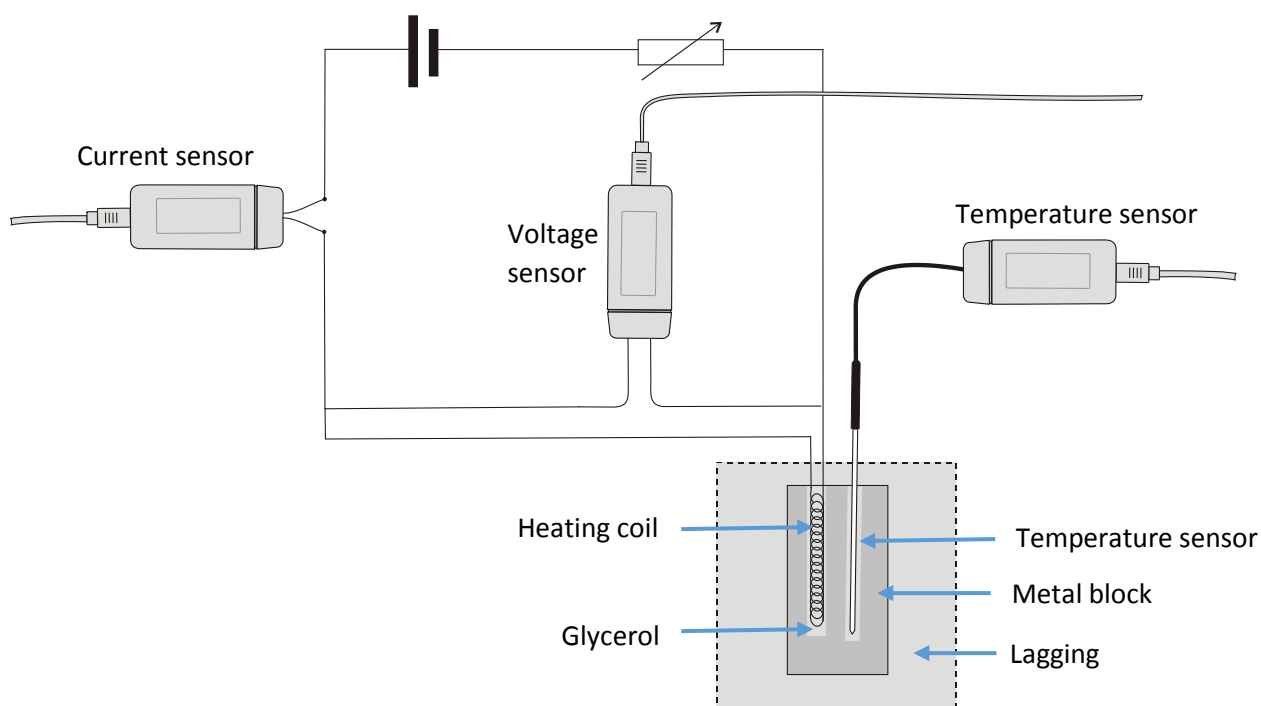 Current sensor
Voltage
sensor
Temperature sensor
Heating coil
Temperature sensor
Metal block
Glycerol
Lagging